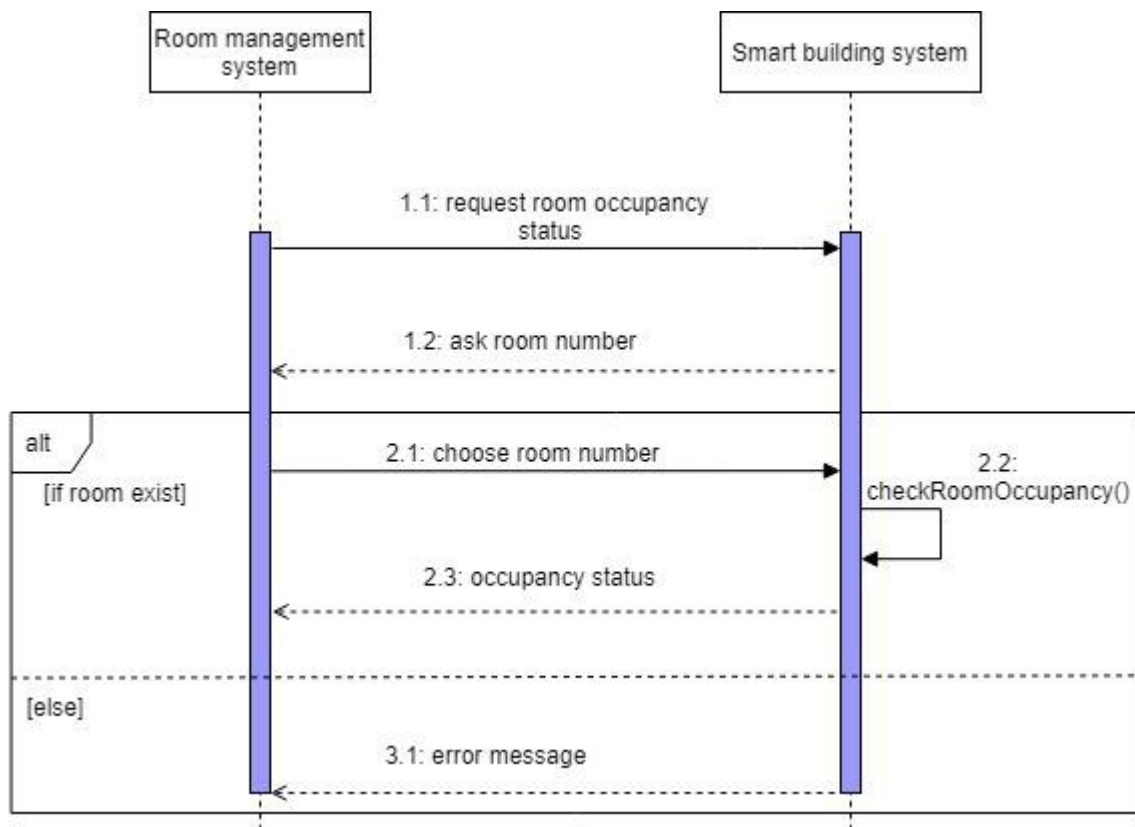 Room management
system
Smart building system
1.1: request room occupancy
status
1.2: ask room number
alt
2.1: choose room number
2.2:
checkRoomOccupancy()
[if room exist]
2.3: occupancy status
[else]
3.1: error message